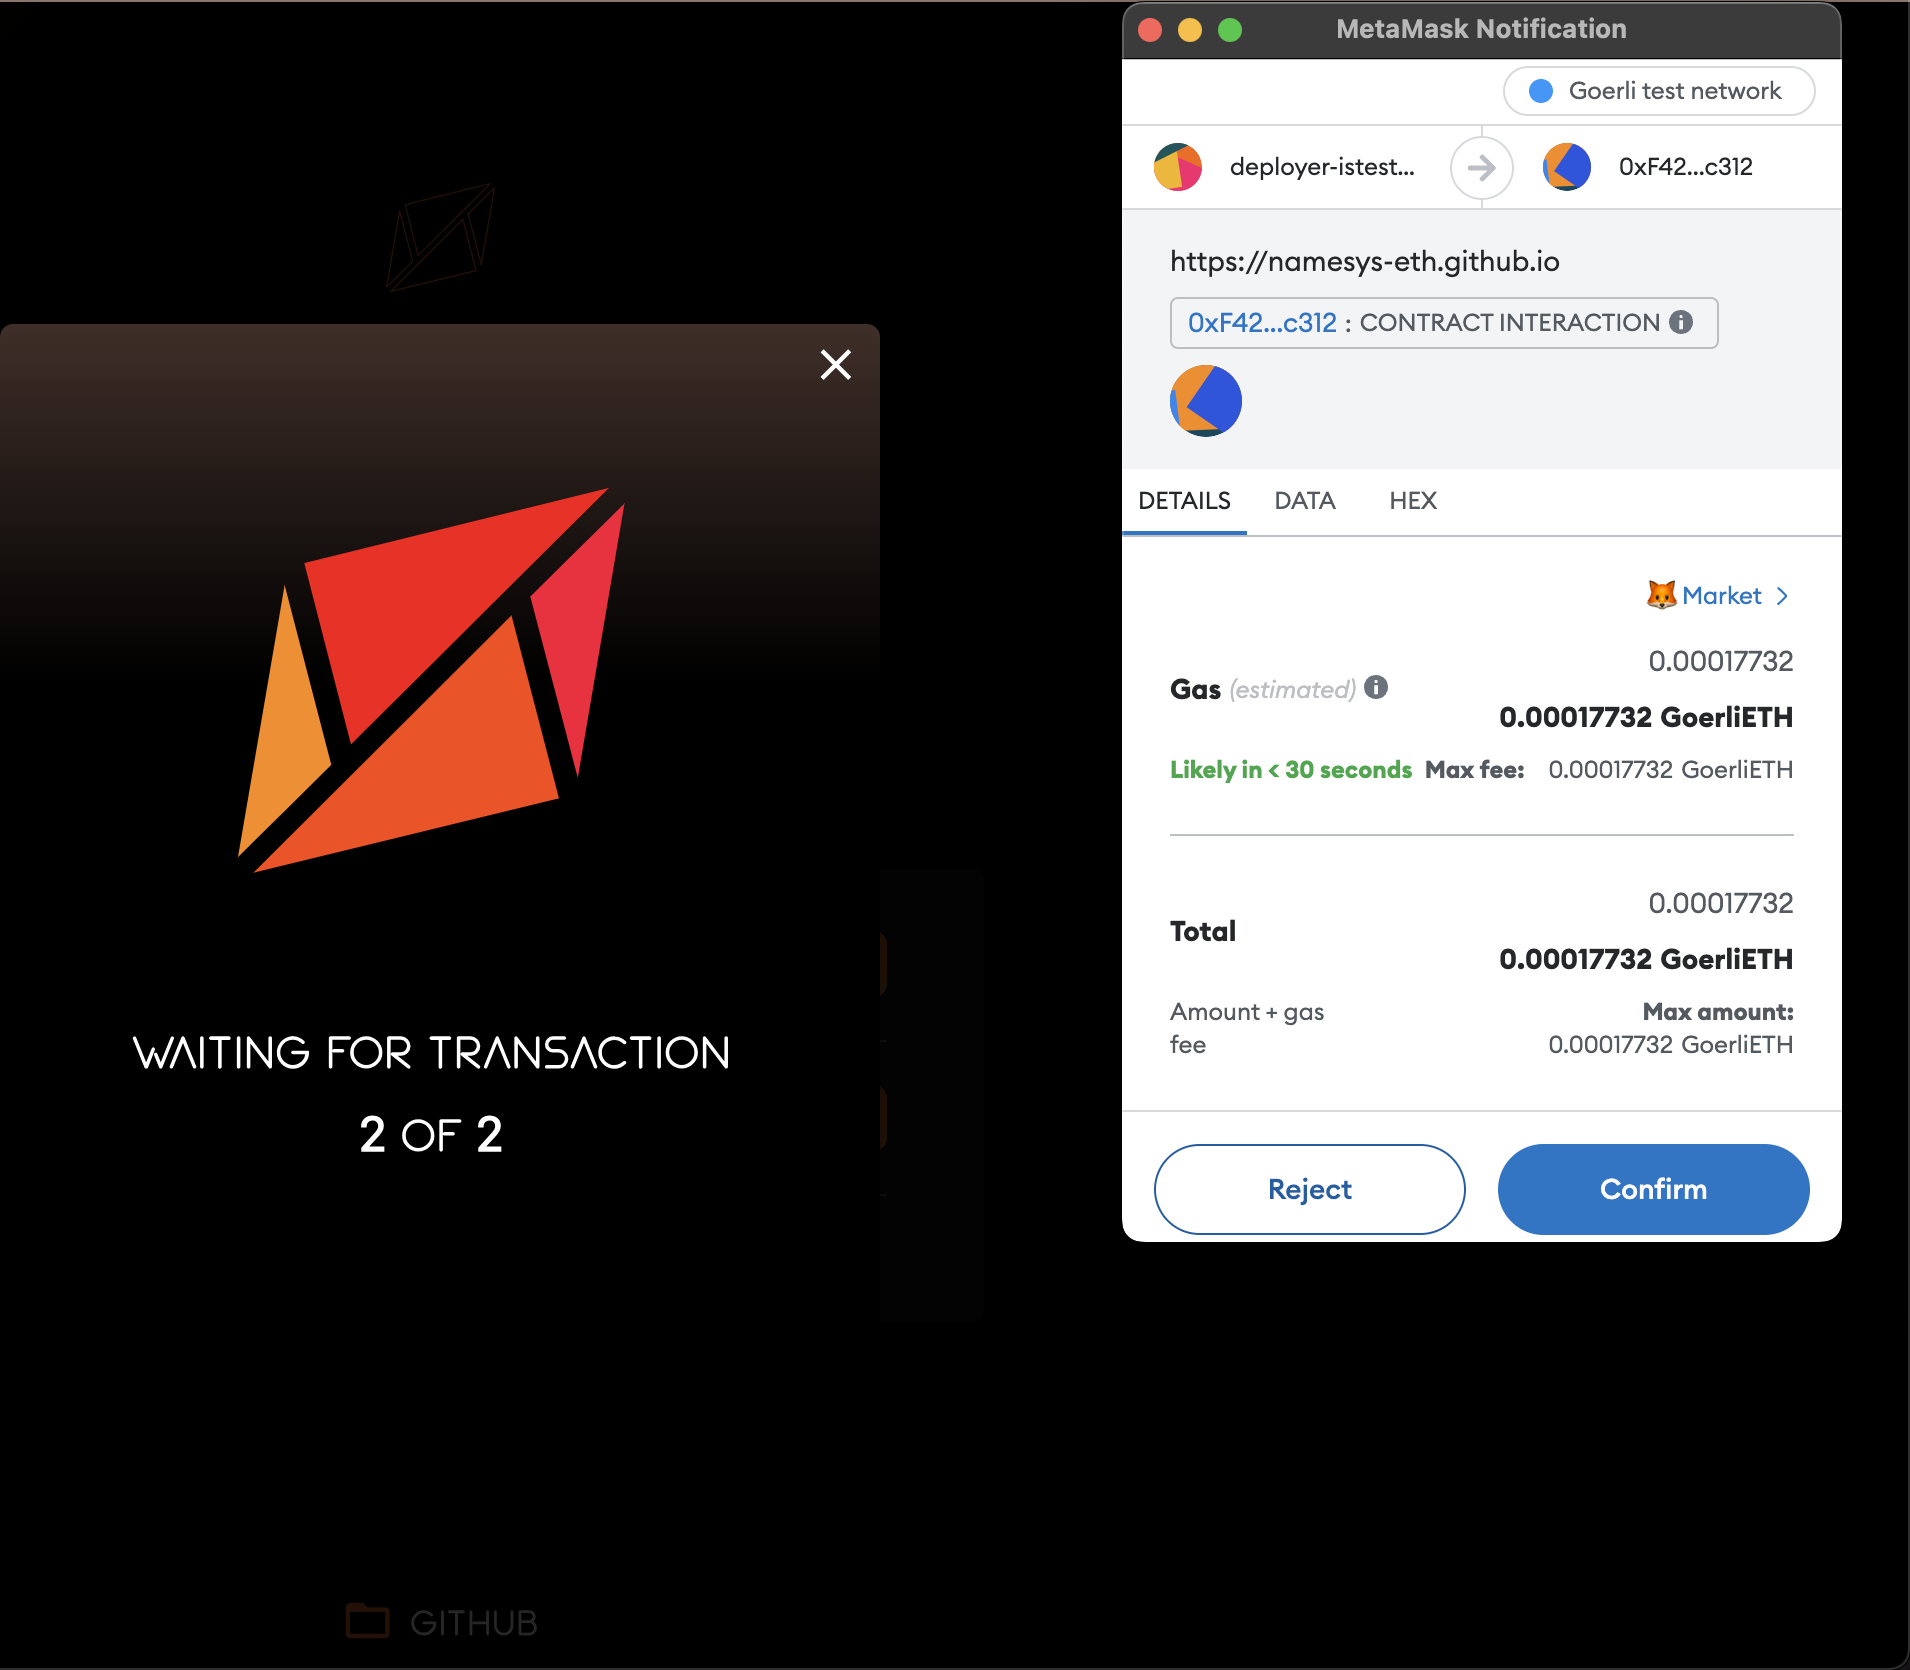 WAITING FOR TRANSACTION
2 OF 2
GITHUB
MetaMask Notification
Goerli test network
deployer-istest...
0xF42...c312
https://namesys-eth.github.io
0xF42...c312 : CONTRACT INTERACTION
DETAILS DATA HEX
Market >
0.00017732
Gas (estimated)
0.00017732 GoerliETH
Likely in < 30 seconds Max fee: 0.00017732 GoerliETH
0.00017732
Total
0.00017732 GoerliETH
Amount + gas fee
Max amount:
0.00017732 GoerliETH
Reject
Confirm